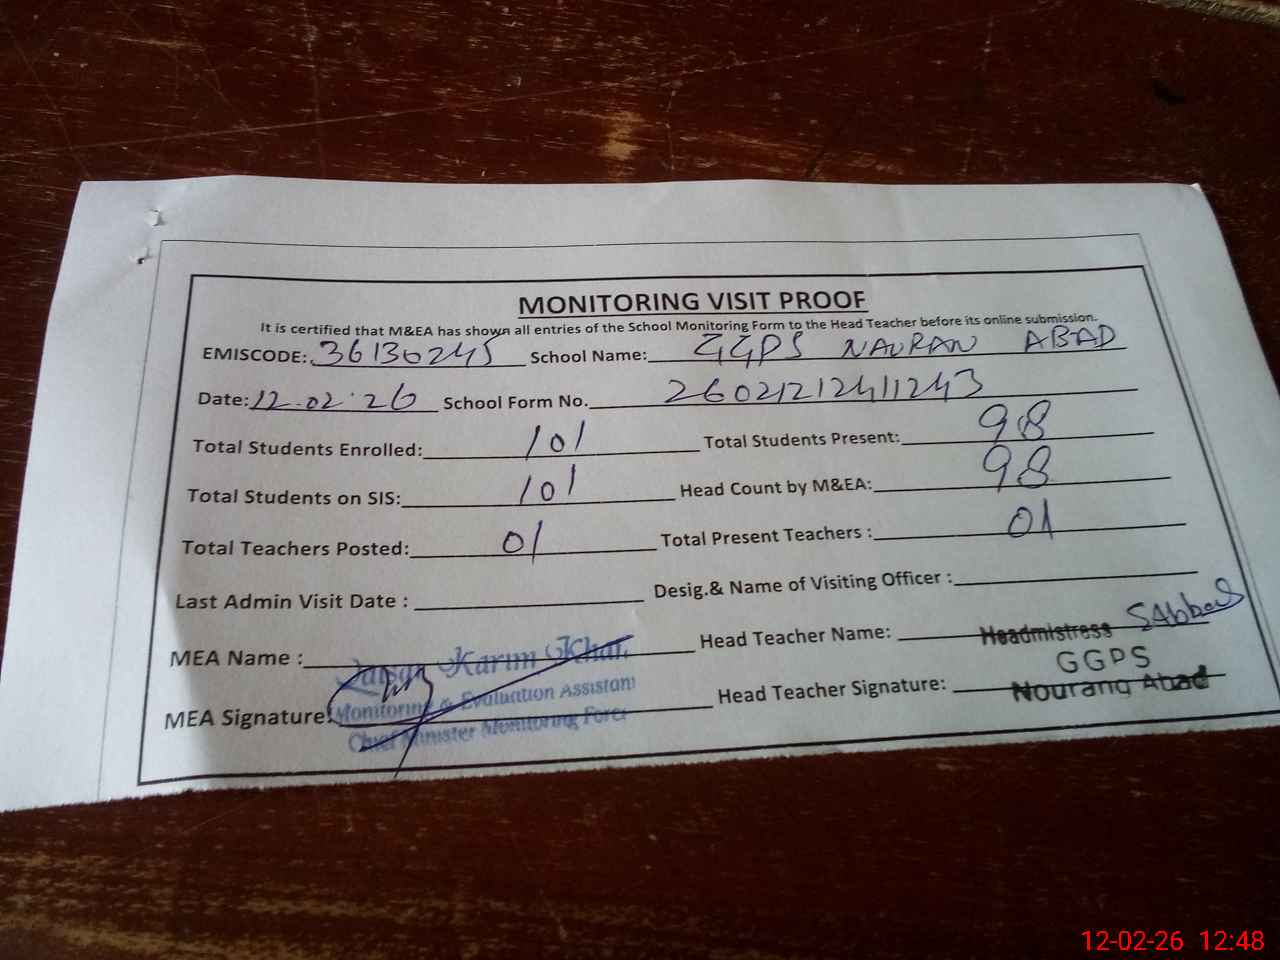 MONITORING VISIT PROOF
It is certified that M&EA has shown all entries of the School Monitoring Form to the Head Teacher before its online submission.
EMISCODE: 36130245 School Name: GGPS NAURAN ABAD
Date: 12.02.26 School Form No. 26021212411243
Total Students Enrolled: 101 Total Students Present: 98
Total Students on SIS: 101 Head Count by M&EA: 98
Total Teachers Posted: 01 Total Present Teachers : 01
Last Admin Visit Date : Desig.& Name of Visiting Officer :
MEA Name : Karim Khar Head Teacher Name: Headmistress SAbbas
GGPS
MEA Signature: Monitoring & Evaluation Assistant Head Teacher Signature: Nourang Abad
Chief Minister Monitoring Force
12-02-26 12:48